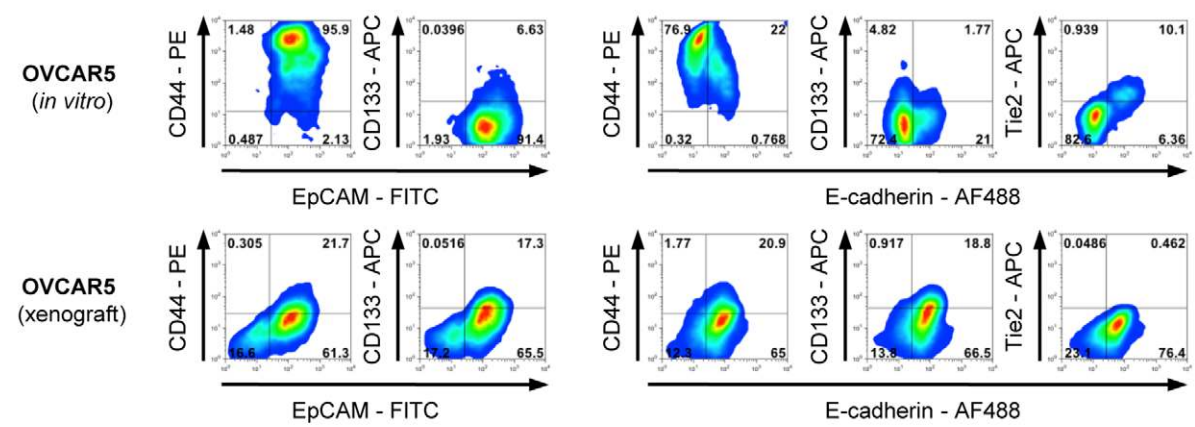 OVCAR5
(in vitro)
CD44 - PE
1.48 95.9
0.487 2.13
CD133 - APC
0.0396 6.63
1.93 91.4
EpCAM - FITC
CD44 - PE
76.9 22
0.32 0.768
CD133 - APC
4.82 1.77
72.4 21
Tie2 - APC
0.939 10.1
82.6 6.36
E-cadherin - AF488
OVCAR5
(xenograft)
CD44 - PE
0.305 21.7
16.6 61.3
CD133 - APC
0.0516 17.3
17.2 65.5
EpCAM - FITC
CD44 - PE
1.77 20.9
12.3 65
CD133 - APC
0.917 18.8
13.8 66.5
Tie2 - APC
0.0486 0.462
23.1 76.4
E-cadherin - AF488